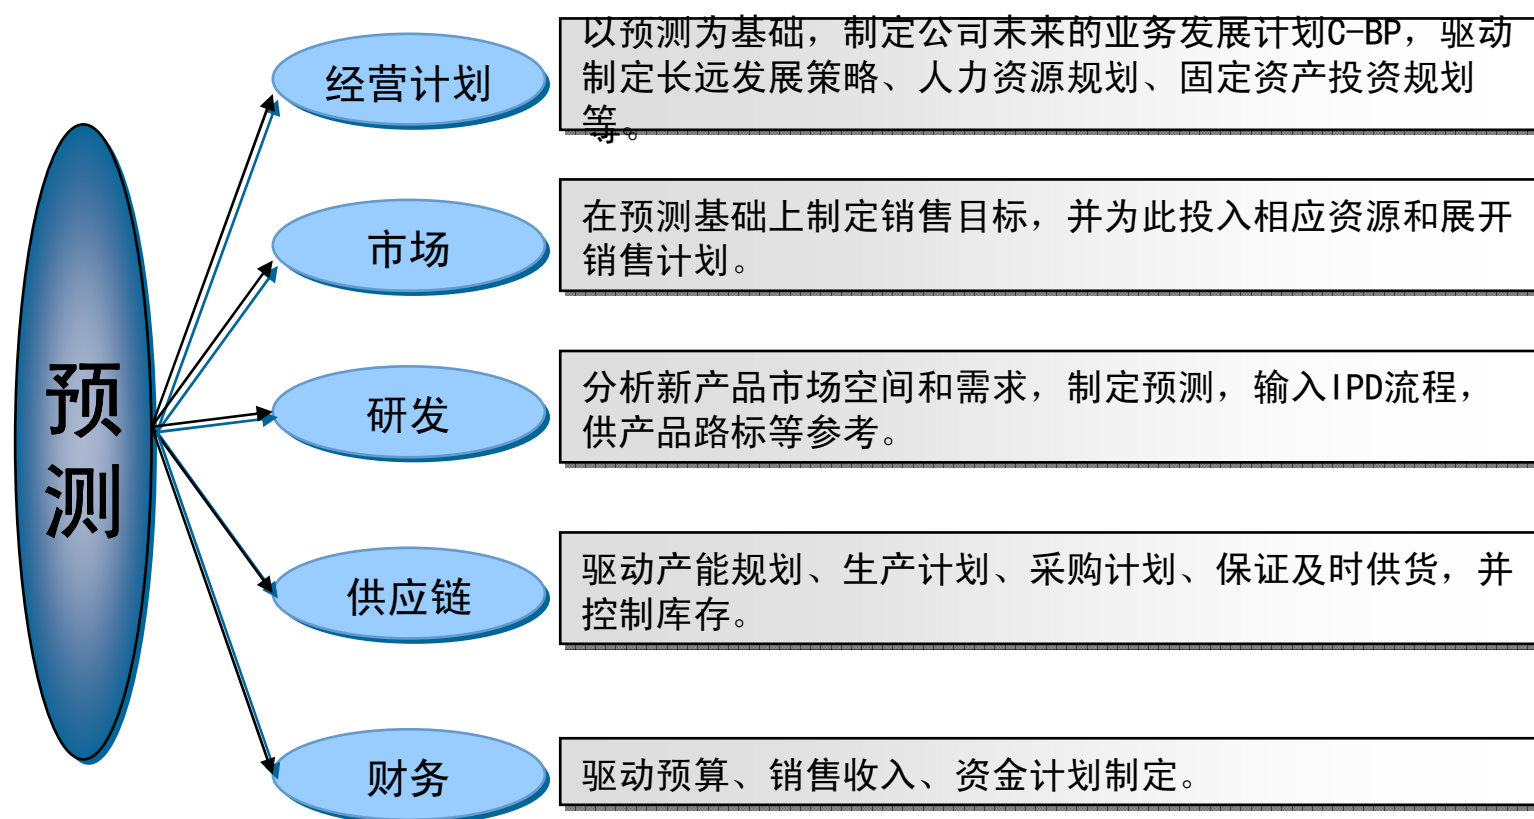 预
测
经营计划
以预测为基础，制定公司未来的业务发展计划C-BP，驱动
制定长远发展策略、人力资源规划、固定资产投资规划
等。
市场
在预测基础上制定销售目标，并为此投入相应资源和展开
销售计划。
研发
分析新产品市场空间和需求，制定预测，输入IPD流程，
供产品路标等参考。
供应链
驱动产能规划、生产计划、采购计划、保证及时供货，并
控制库存。
财务
驱动预算、销售收入、资金计划制定。